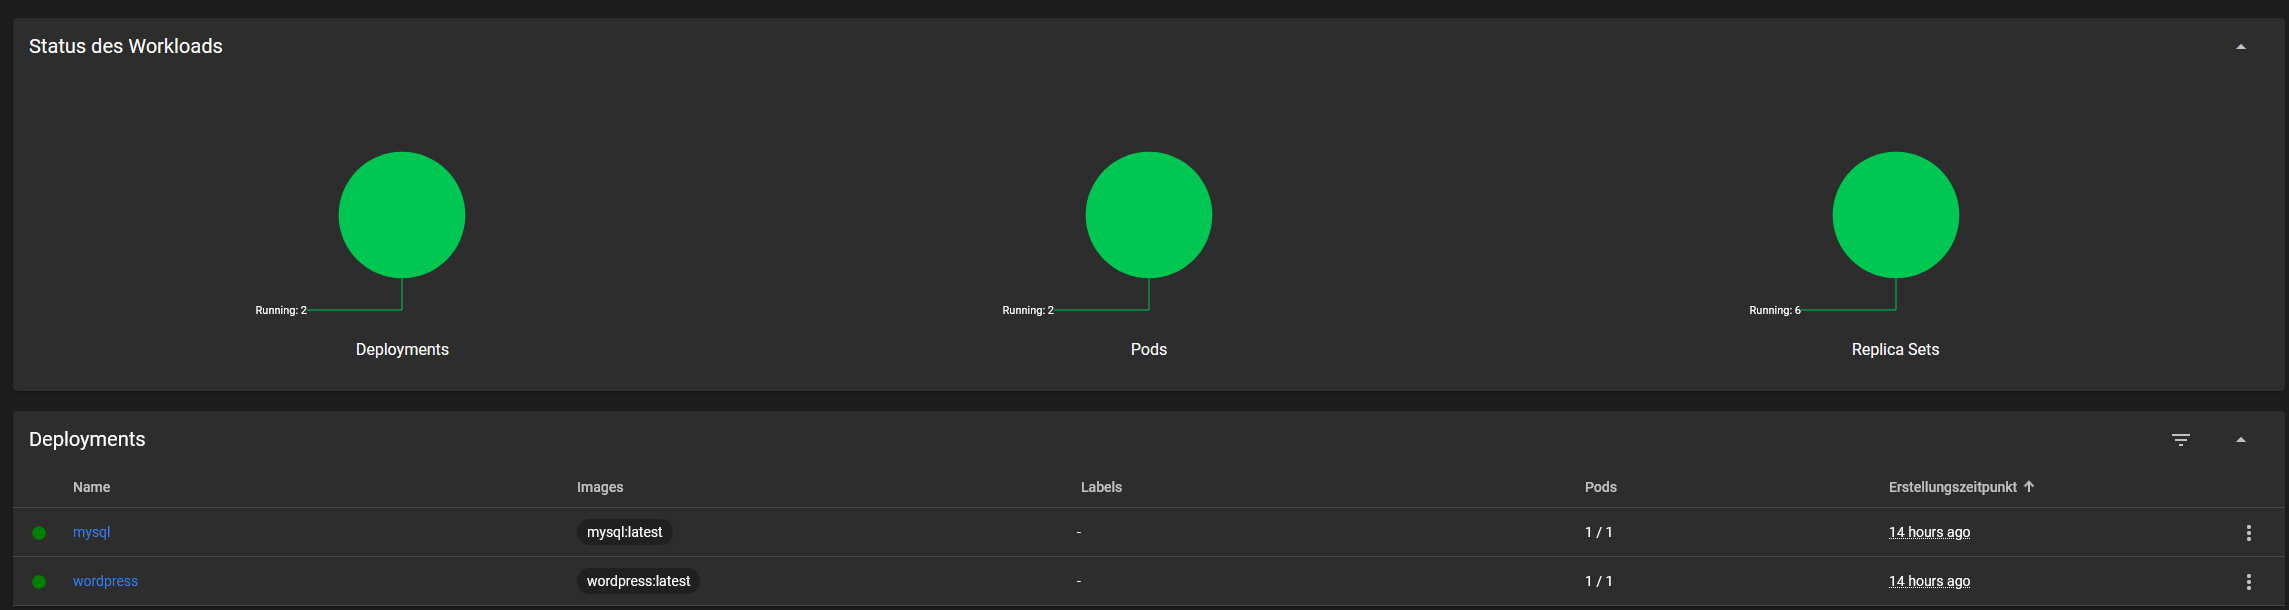 Status des Workloads
Running: 2
Running: 2
Running: 6
Deployments
Pods
Replica Sets
Deployments
Name Images Labels Pods Erstellungszeitpunkt
mysql mysql:latest - 1 / 1 14 hours ago
wordpress wordpress:latest - 1 / 1 14 hours ago